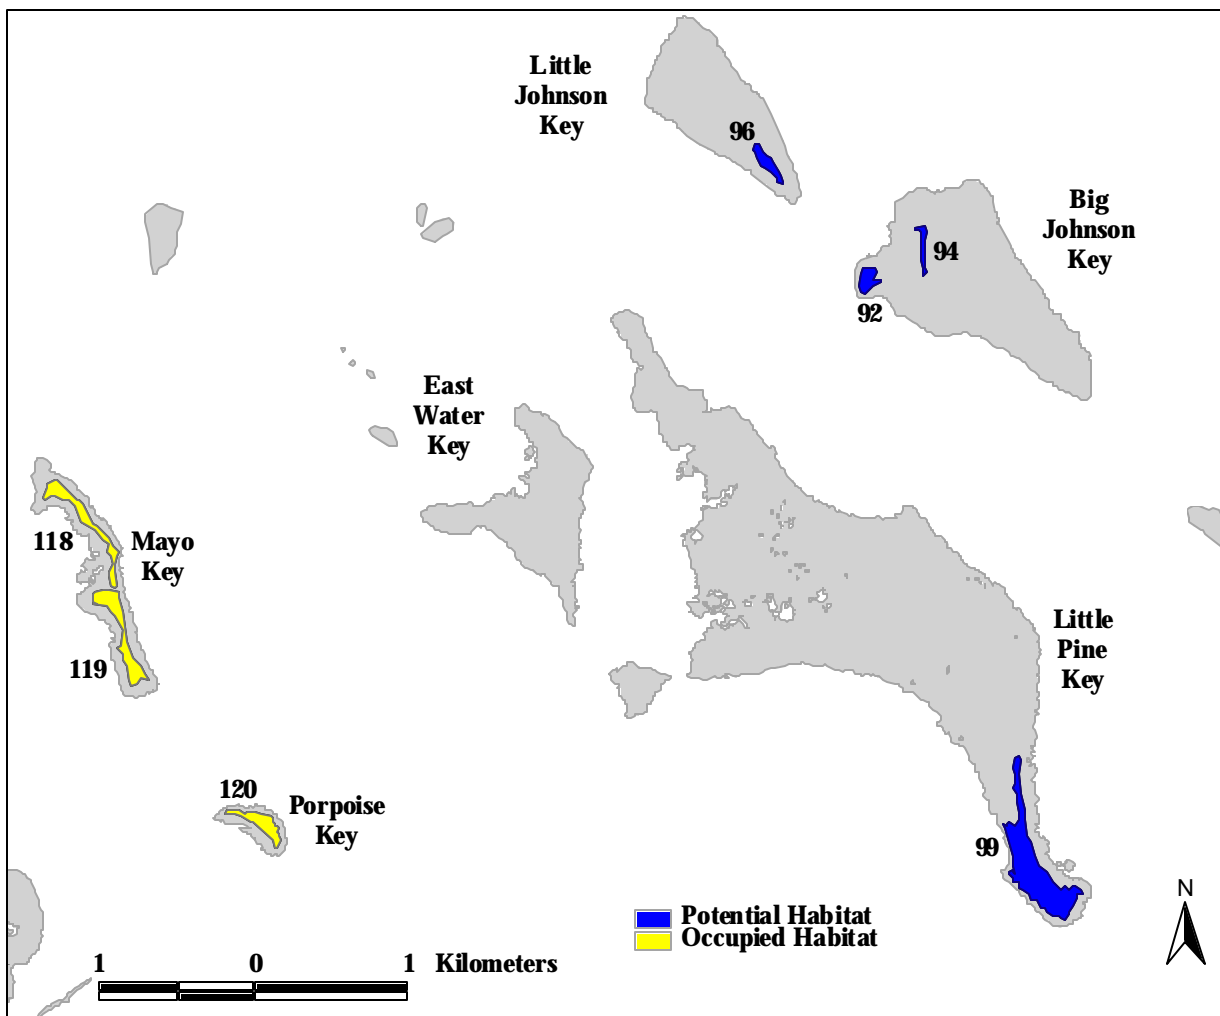 Little
Johnson
Key
96
Big
Johnson
Key
94
92
East
Water
Key
118
Mayo
Key
119
Little
Pine
Key
120
Porpoise
Key
99
N
Potential Habitat
Occupied Habitat
1 0 1 Kilometers